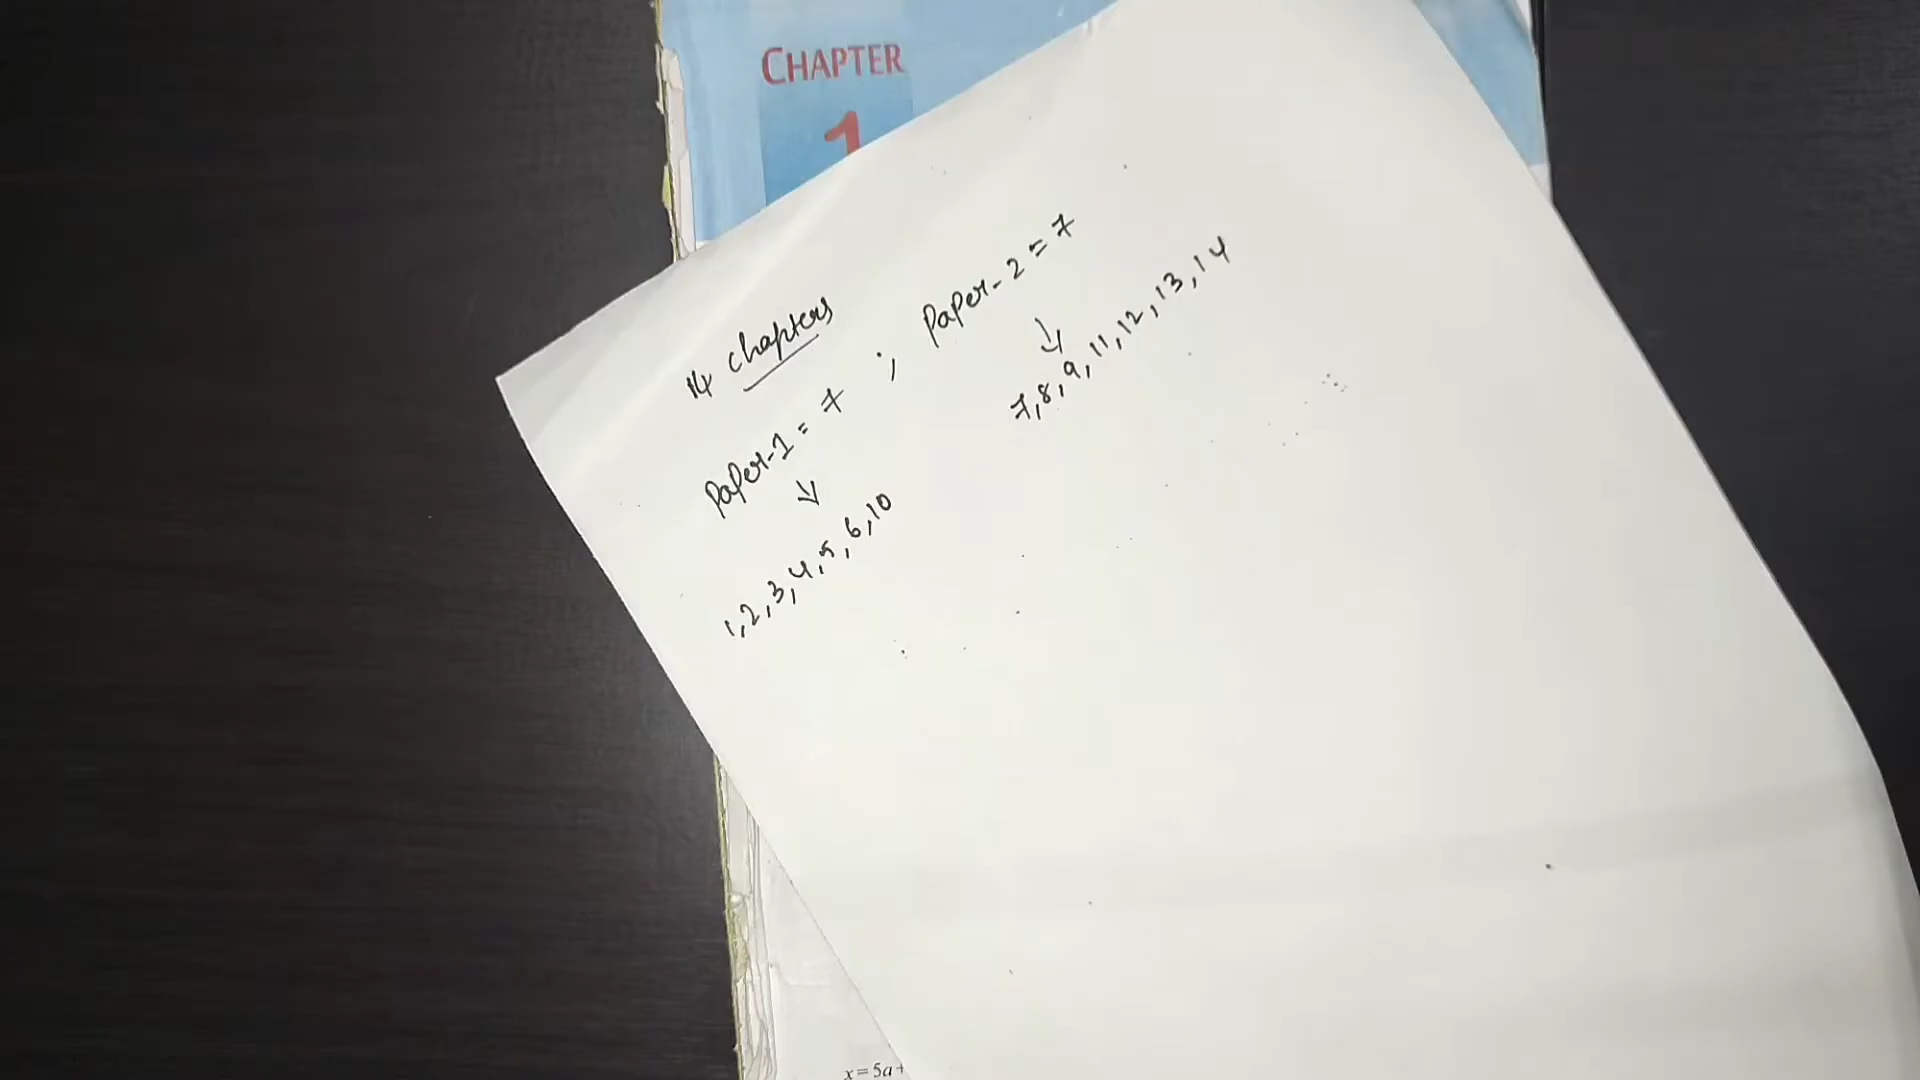 CHAPTER
1
14 chapters
Paper-1 = 7 ; Paper-2 = 7
1,2,3,4,5,6,10
7,8,9,11,12,13,14
x=5a+